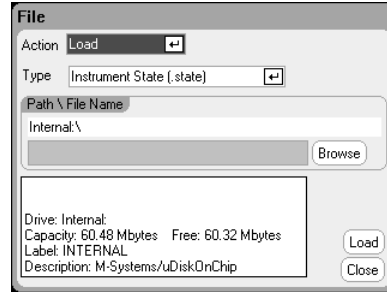 File
Action Load
Type Instrument State (.state)
Path \ File Name
Internal:\
Browse
Drive: Internal:
Capacity: 60.48 Mbytes Free: 60.32 Mbytes
Label: INTERNAL
Description: M-Systems/uDiskOnChip
Load
Close